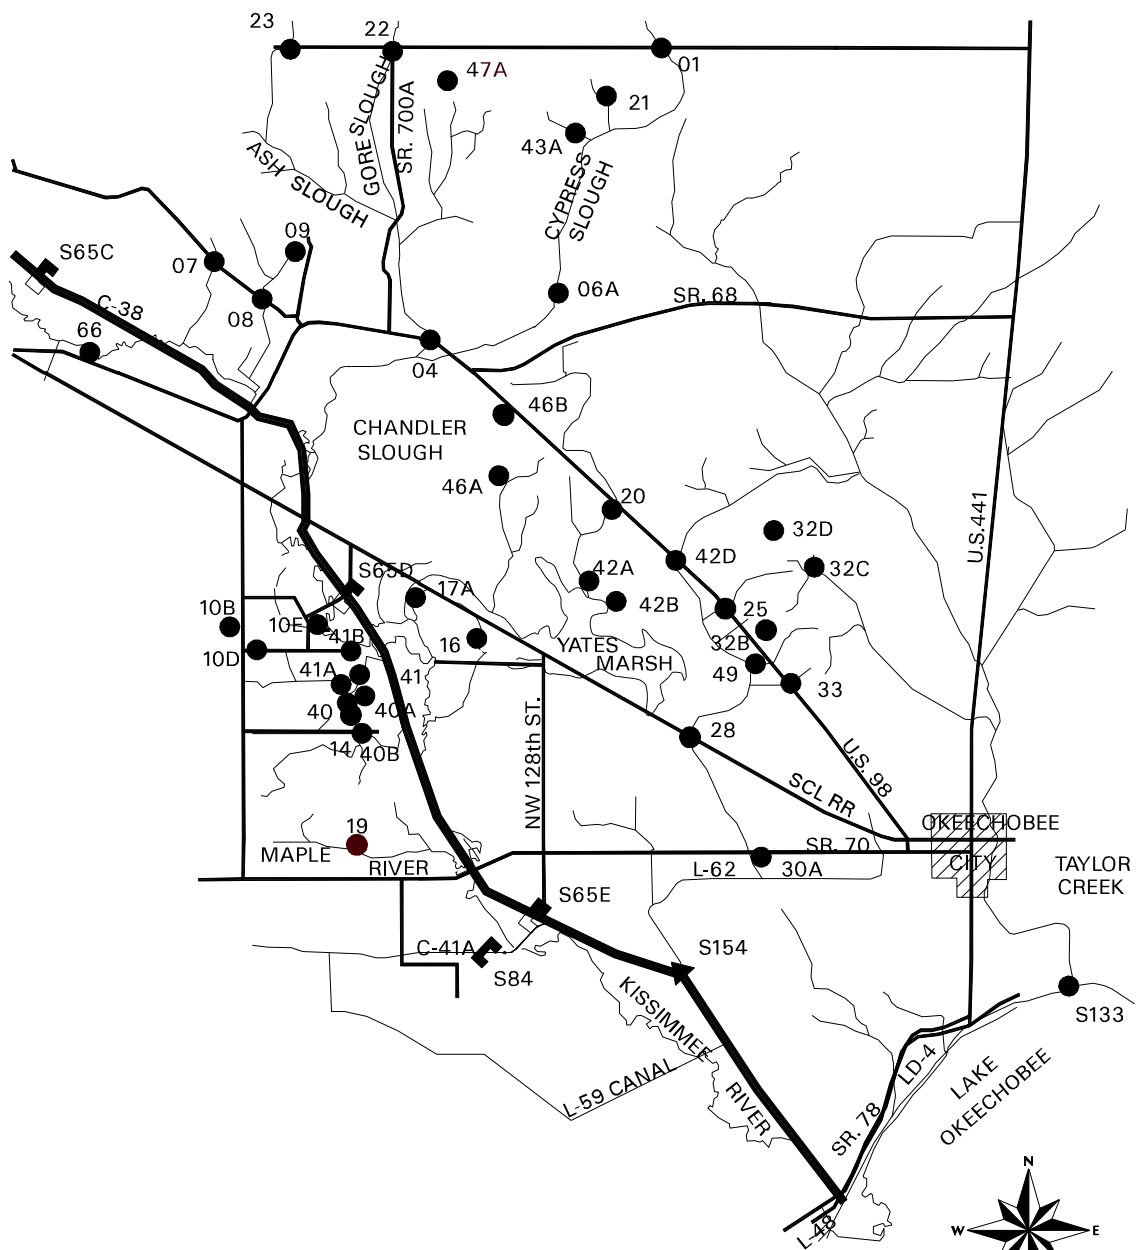 23
22
01
47A
21
43A
GORE SLOUGH
SR. 700A
ASH SLOUGH
CYPRESS
SLOUGH
09
07
S65C
C-38
08
66
06A
SR. 68
04
46B
CHANDLER
SLOUGH
46A
20
32D
U.S.441
42D
32C
42A
42B
S65D
17A
25
10B
10E
41B
16
YATES
MARSH
32B
10D
41A
41
49
33
40
40A
14
40B
28
NW 128th ST.
U.S. 98
SCL RR
19
OKEECHOBEE
CITY
MAPLE
RIVER
SR. 70
L-62
30A
TAYLOR
CREEK
S65E
C-41A
S84
S154
S133
KISSIMMEE
RIVER
L-59 CANAL
LD-4
SR. 78
LAKE
OKEECHOBEE
L-48
N
W
E